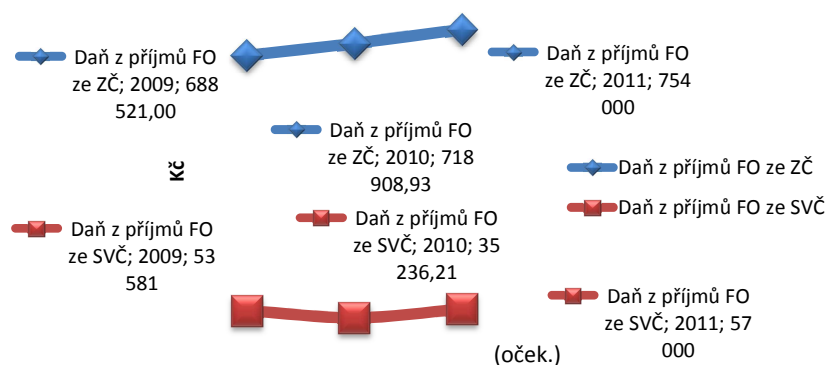 Daň z příjmů FO
ze ZČ; 2009; 688
521,00
Daň z příjmů FO
ze ZČ; 2011; 754
000
Daň z příjmů FO
ze ZČ; 2010; 718
908,93
Kč
Daň z příjmů FO ze ZČ
Daň z příjmů FO ze SVČ
Daň z příjmů FO
ze SVČ; 2009; 53
581
Daň z příjmů FO
ze SVČ; 2010; 35
236,21
Daň z příjmů FO
ze SVČ; 2011; 57
000
(oček.)